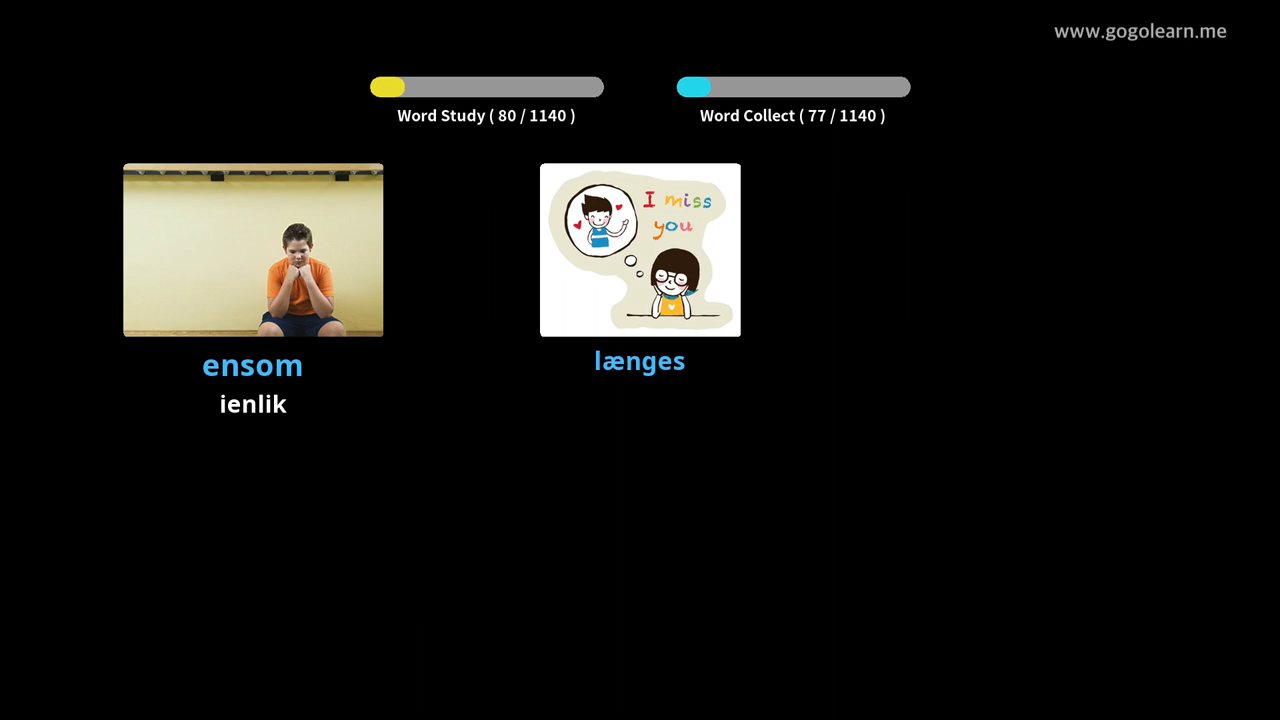 www.gogolearn.me
Word Study ( 80 / 1140 )
Word Collect ( 77 / 1140 )
I miss
you
ensom
længes
ienlik